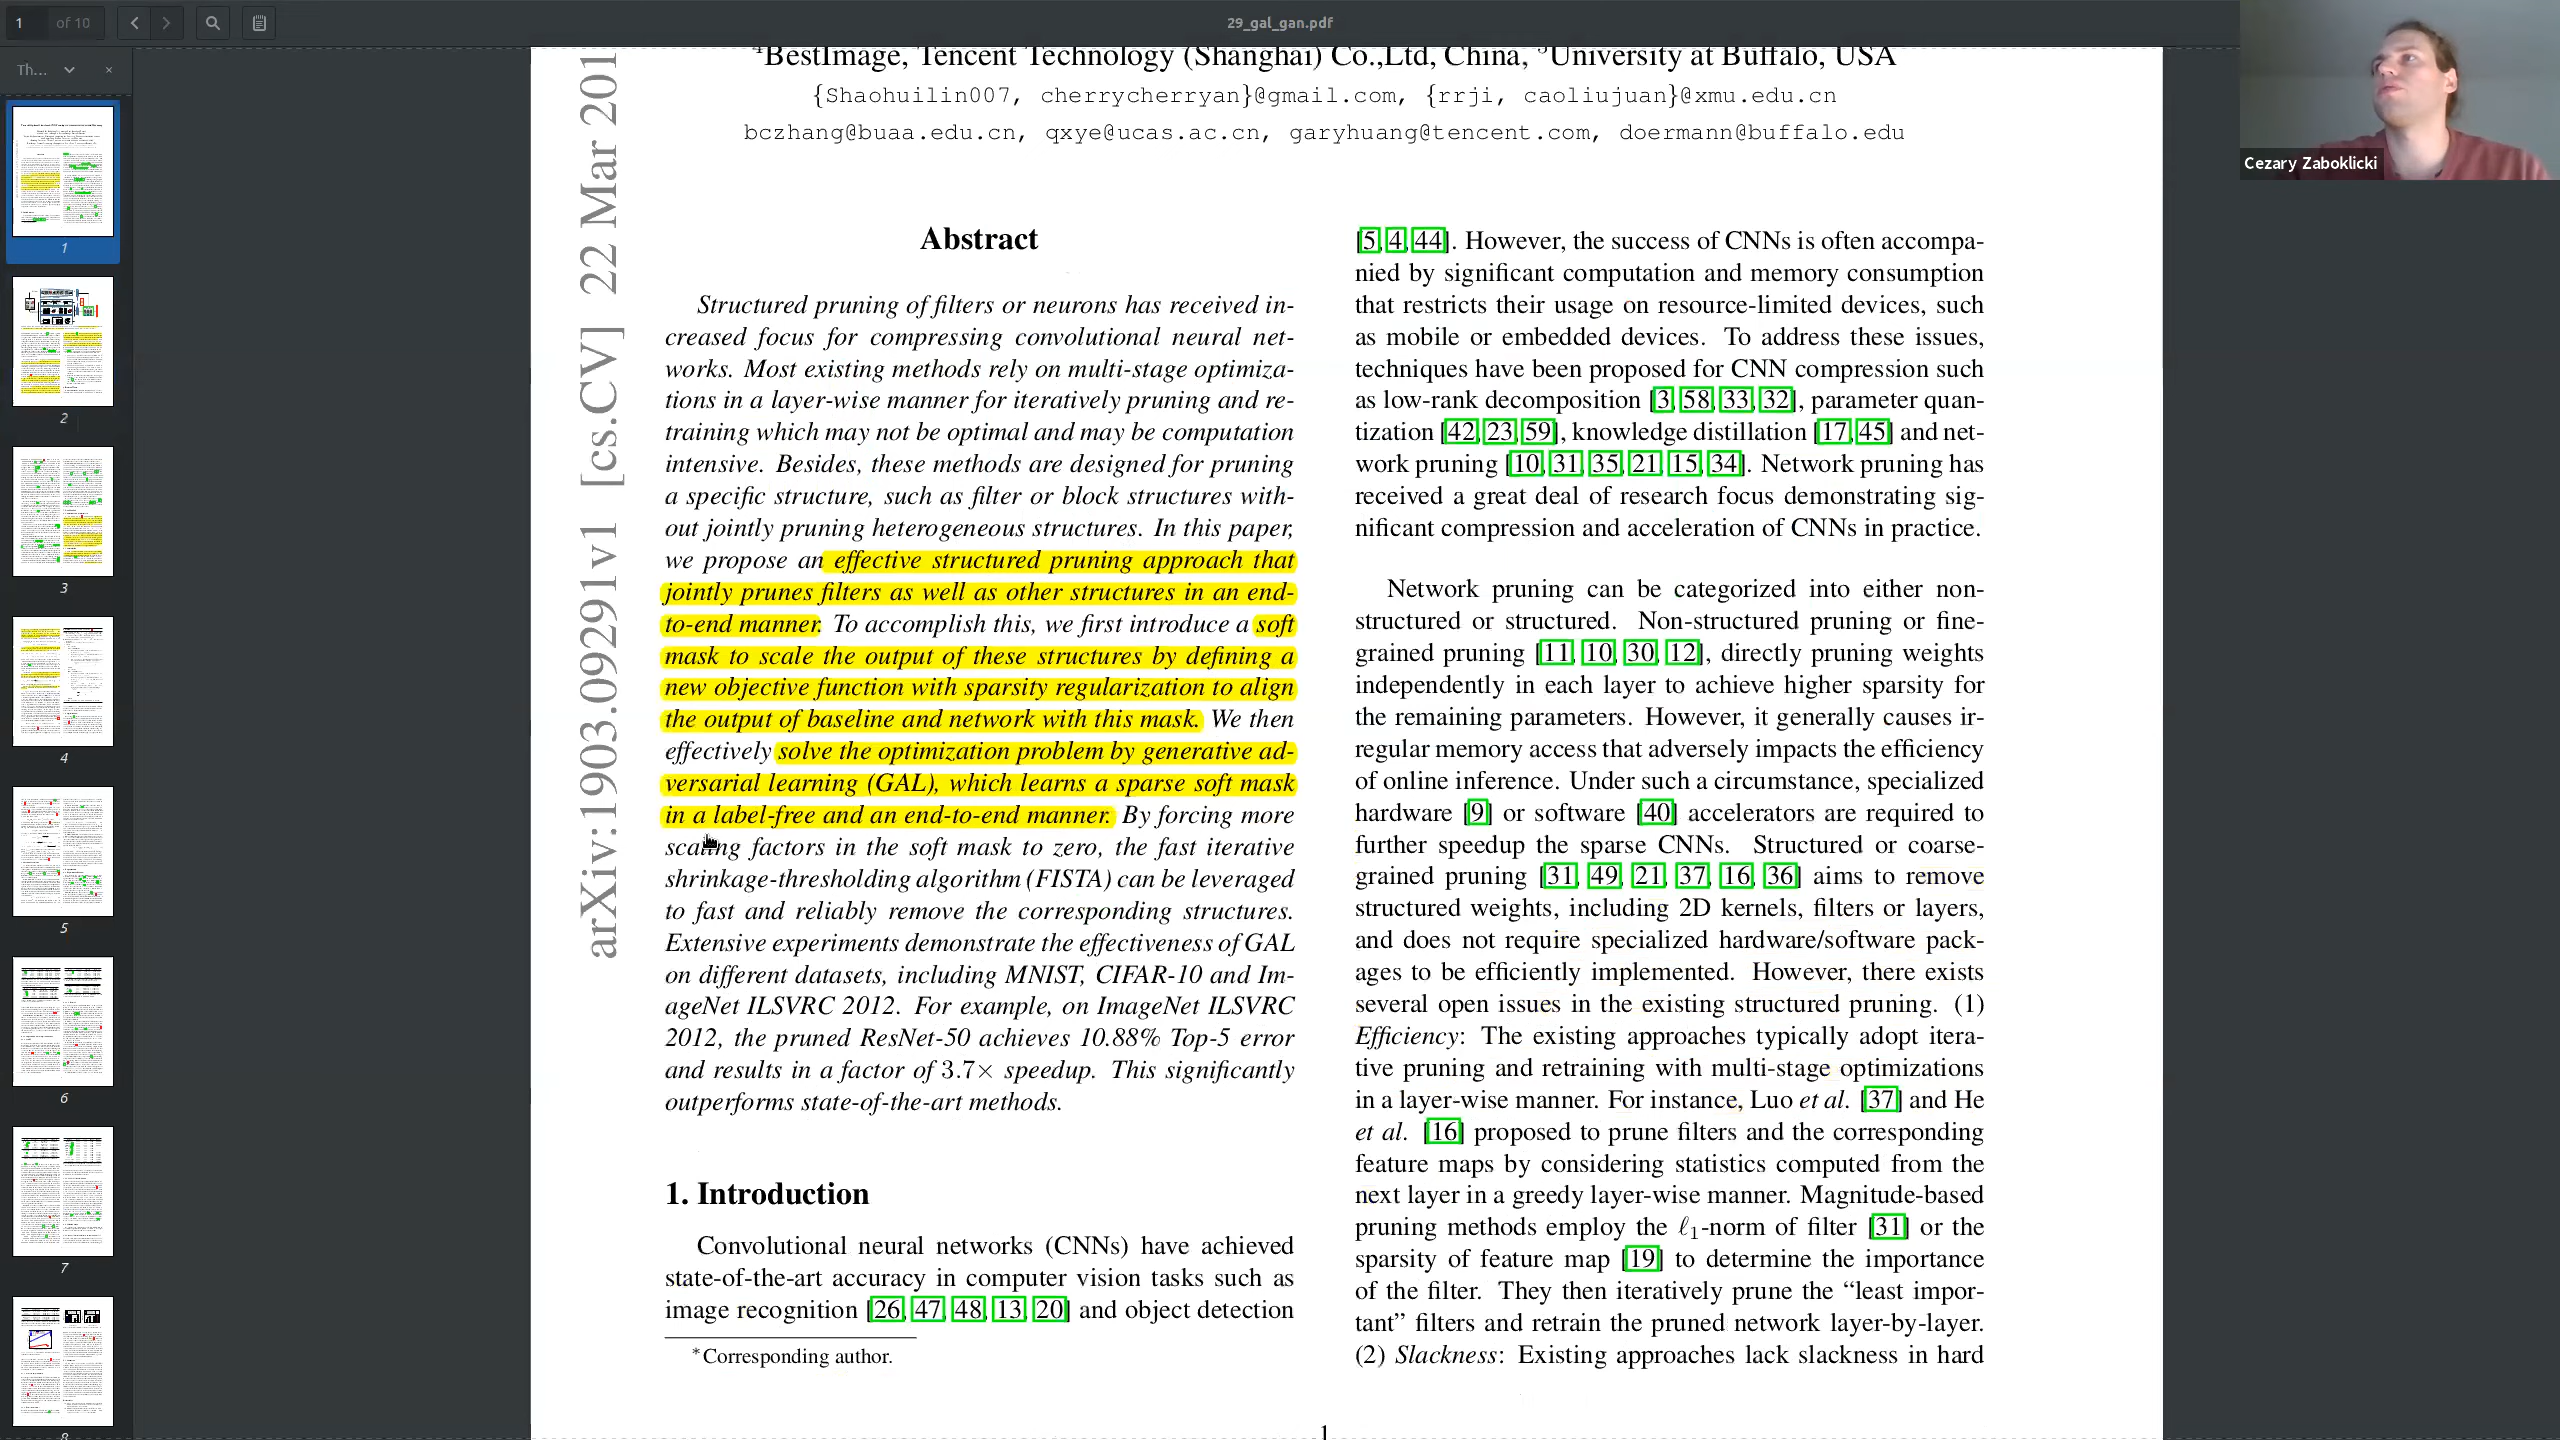 1 of 10
29_gal_gan.pdf
Th...
1
2
3
4
5
6
7
8
Cezary Zaboklicki
⁴BestImage, Tencent Technology (Shanghai) Co.,Ltd, China, ⁵University at Buffalo, USA
{Shaohuilin007, cherrycherryan}@gmail.com, {rrji, caoliujuan}@xmu.edu.cn
bczhang@buaa.edu.cn, qxye@ucas.ac.cn, garyhuang@tencent.com, doermann@buffalo.edu
arXiv:1903.09291v1 [cs.CV] 22 Mar 201
Abstract
Structured pruning of filters or neurons has received in-
creased focus for compressing convolutional neural net-
works. Most existing methods rely on multi-stage optimiza-
tions in a layer-wise manner for iteratively pruning and re-
training which may not be optimal and may be computation
intensive. Besides, these methods are designed for pruning
a specific structure, such as filter or block structures with-
out jointly pruning heterogeneous structures. In this paper,
we propose an effective structured pruning approach that
jointly prunes filters as well as other structures in an end-
to-end manner. To accomplish this, we first introduce a soft
mask to scale the output of these structures by defining a
new objective function with sparsity regularization to align
the output of baseline and network with this mask. We then
effectively solve the optimization problem by generative ad-
versarial learning (GAL), which learns a sparse soft mask
in a label-free and an end-to-end manner. By forcing more
scaling factors in the soft mask to zero, the fast iterative
shrinkage-thresholding algorithm (FISTA) can be leveraged
to fast and reliably remove the corresponding structures.
Extensive experiments demonstrate the effectiveness of GAL
on different datasets, including MNIST, CIFAR-10 and Im-
ageNet ILSVRC 2012. For example, on ImageNet ILSVRC
2012, the pruned ResNet-50 achieves 10.88% Top-5 error
and results in a factor of 3.7× speedup. This significantly
outperforms state-of-the-art methods.
1. Introduction
Convolutional neural networks (CNNs) have achieved
state-of-the-art accuracy in computer vision tasks such as
image recognition [26, 47, 48, 13, 20] and object detection
*Corresponding author.
[5, 4, 44]. However, the success of CNNs is often accompa-
nied by significant computation and memory consumption
that restricts their usage on resource-limited devices, such
as mobile or embedded devices. To address these issues,
techniques have been proposed for CNN compression such
as low-rank decomposition [3, 58, 33, 32], parameter quan-
tization [42, 23, 59], knowledge distillation [17, 45] and net-
work pruning [10, 31, 35, 21, 15, 34]. Network pruning has
received a great deal of research focus demonstrating sig-
nificant compression and acceleration of CNNs in practice.
Network pruning can be categorized into either non-
structured or structured. Non-structured pruning or fine-
grained pruning [11, 10, 30, 12], directly pruning weights
independently in each layer to achieve higher sparsity for
the remaining parameters. However, it generally causes ir-
regular memory access that adversely impacts the efficiency
of online inference. Under such a circumstance, specialized
hardware [9] or software [40] accelerators are required to
further speedup the sparse CNNs. Structured or coarse-
grained pruning [31, 49, 21, 37, 16, 36] aims to remove
structured weights, including 2D kernels, filters or layers,
and does not require specialized hardware/software pack-
ages to be efficiently implemented. However, there exists
several open issues in the existing structured pruning. (1)
Efficiency: The existing approaches typically adopt itera-
tive pruning and retraining with multi-stage optimizations
in a layer-wise manner. For instance, Luo et al. [37] and He
et al. [16] proposed to prune filters and the corresponding
feature maps by considering statistics computed from the
next layer in a greedy layer-wise manner. Magnitude-based
pruning methods employ the ℓ₁-norm of filter [31] or the
sparsity of feature map [19] to determine the importance
of the filter. They then iteratively prune the “least impor-
tant” filters and retrain the pruned network layer-by-layer.
(2) Slackness: Existing approaches lack slackness in hard
1